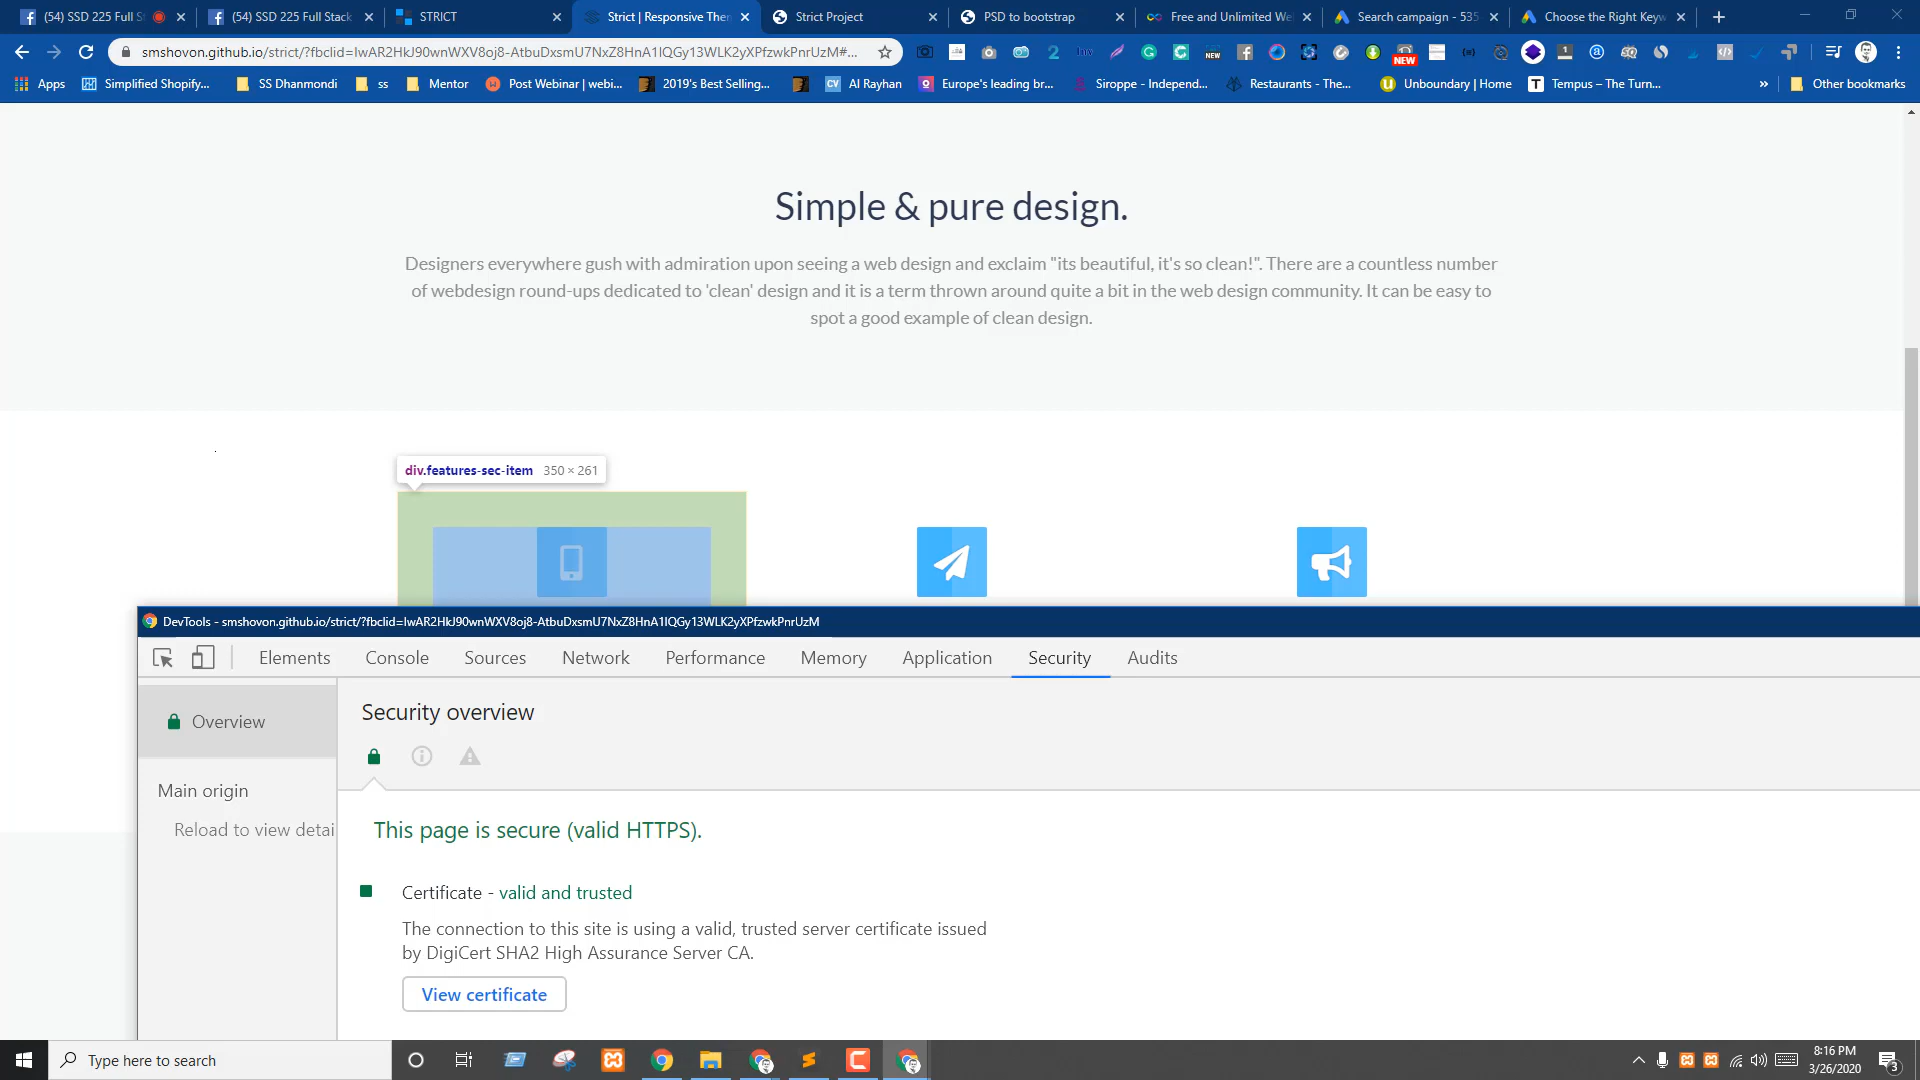 (54) SSD 225 Full St
(54) SSD 225 Full Stack
STRICT
Strict | Responsive Then
Strict Project
PSD to bootstrap
Free and Unlimited We
Search campaign - 535
Choose the Right Keyw
smshovon.github.io/strict/?fbclid=IwAR2HkJ90wnWXV8oj8-AtbuDxsmU7NxZ8HnA1lQGy13WLK2yXPfzwkPnrUzM#...
NEW
Apps
Simplified Shopify...
SS Dhanmondi
ss
Mentor
Post Webinar | webi...
2019's Best Selling...
CV
Al Rayhan
Europe's leading br...
Siroppe - Independ...
Restaurants - The...
Unboundary | Home
Tempus – The Turn...
»
Other bookmarks
Simple & pure design.
Designers everywhere gush with admiration upon seeing a web design and exclaim "its beautiful, it's so clean!". There are a countless number
of webdesign round-ups dedicated to 'clean' design and it is a term thrown around quite a bit in the web design community. It can be easy to
spot a good example of clean design.
div.features-sec-item 350 × 261
DevTools - smshovon.github.io/strict/?fbclid=IwAR2HkJ90wnWXV8oj8-AtbuDxsmU7NxZ8HnA1lQGy13WLK2yXPfzwkPnrUzM
Elements
Console
Sources
Network
Performance
Memory
Application
Security
Audits
Overview
Security overview
Main origin
Reload to view detai
This page is secure (valid HTTPS).
Certificate - valid and trusted
The connection to this site is using a valid, trusted server certificate issued
by DigiCert SHA2 High Assurance Server CA.
View certificate
Type here to search
8:16 PM
3/26/2020
3